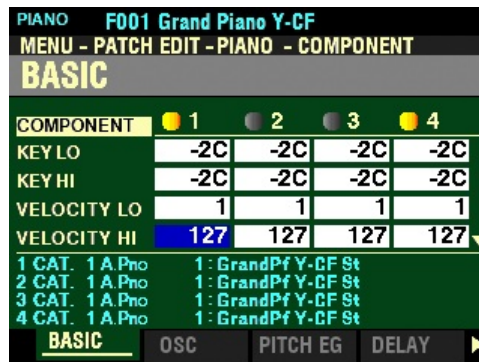 PIANO F001 Grand Piano Y-CF
MENU - PATCH EDIT - PIANO - COMPONENT
BASIC
COMPONENT 1 2 3 4
KEY LO -2C -2C -2C -2C
KEY HI -2C -2C -2C -2C
VELOCITY LO 1 1 1 1
VELOCITY HI 127 127 127 127
1 CAT. 1 A.Pno 1: GrandPf Y-CF St
2 CAT. 1 A.Pno 1: GrandPf Y-CF St
3 CAT. 1 A.Pno 1: GrandPf Y-CF St
4 CAT. 1 A.Pno 1: GrandPf Y-CF St
BASIC OSC PITCH EG DELAY